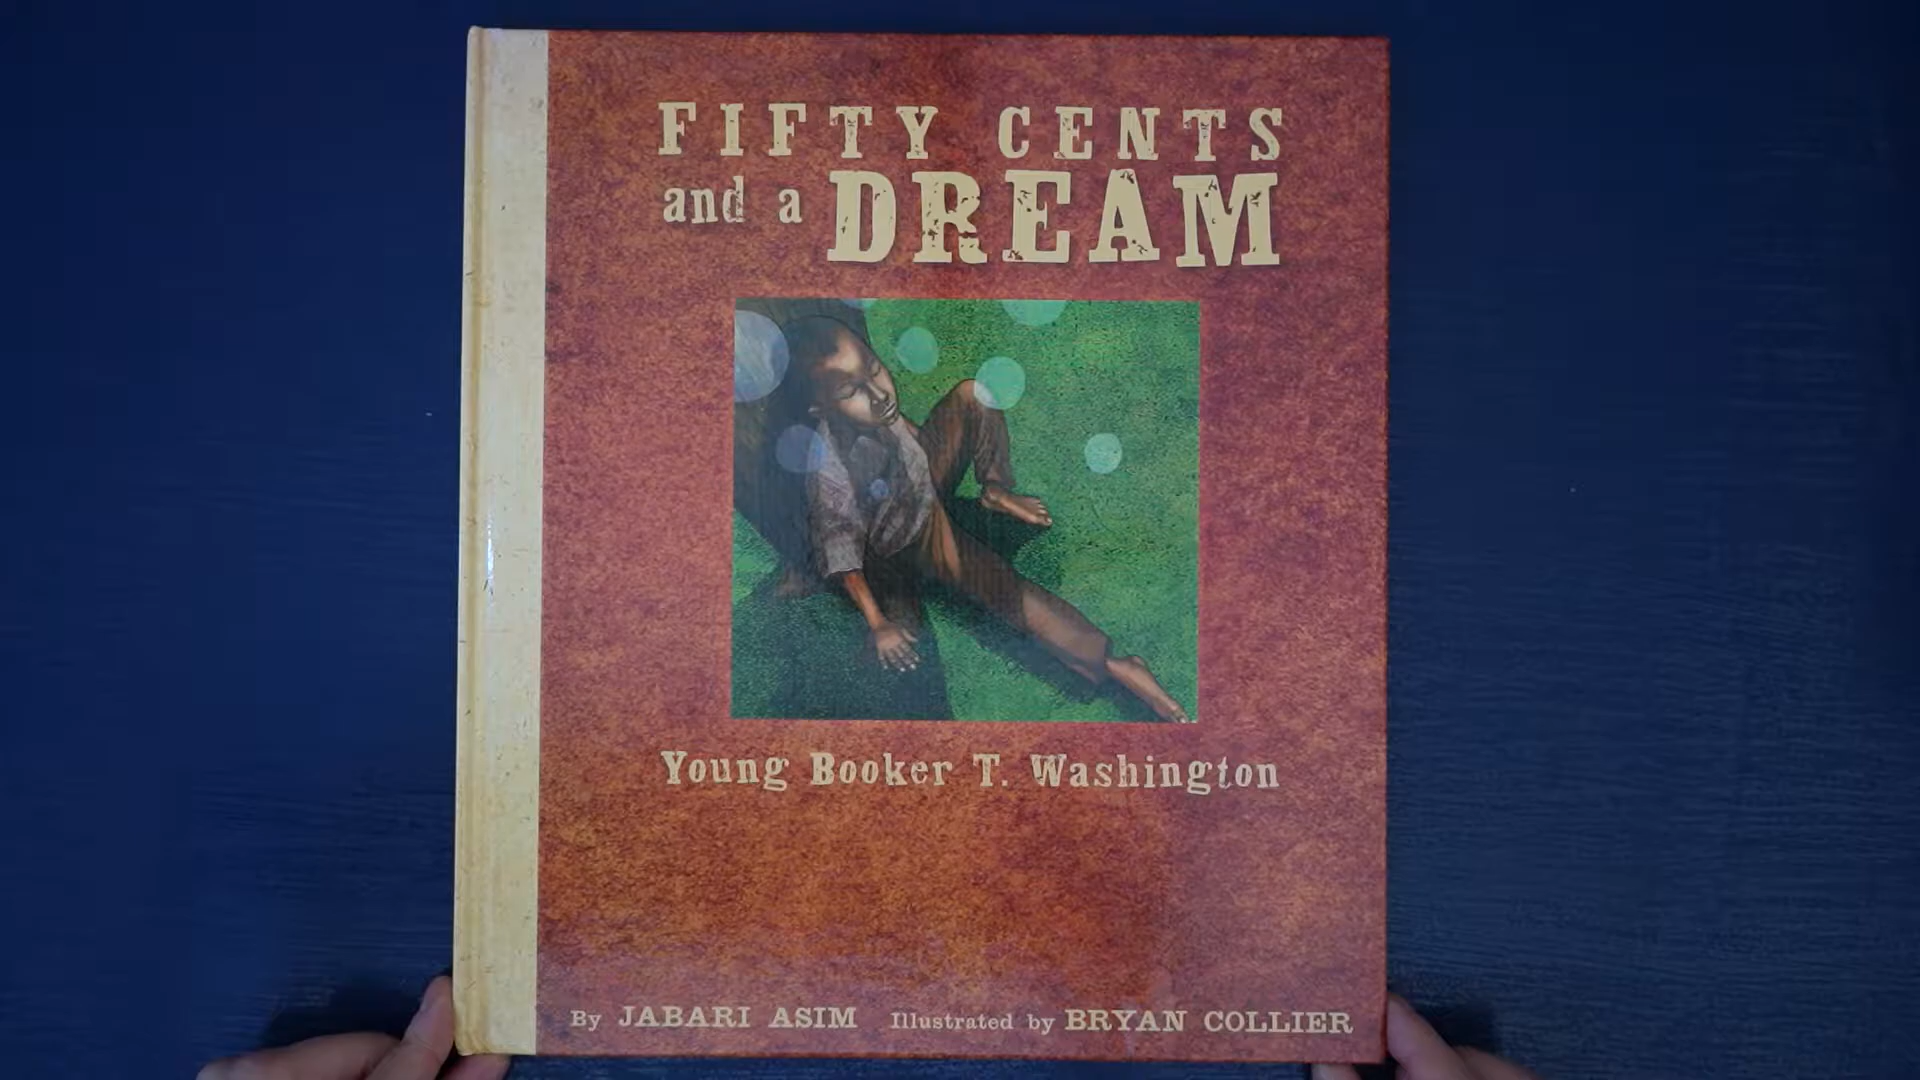 FIFTY CENTS
and a DREAM
Young Booker T. Washington
By JABARI ASIM Illustrated by BRYAN COLLIER